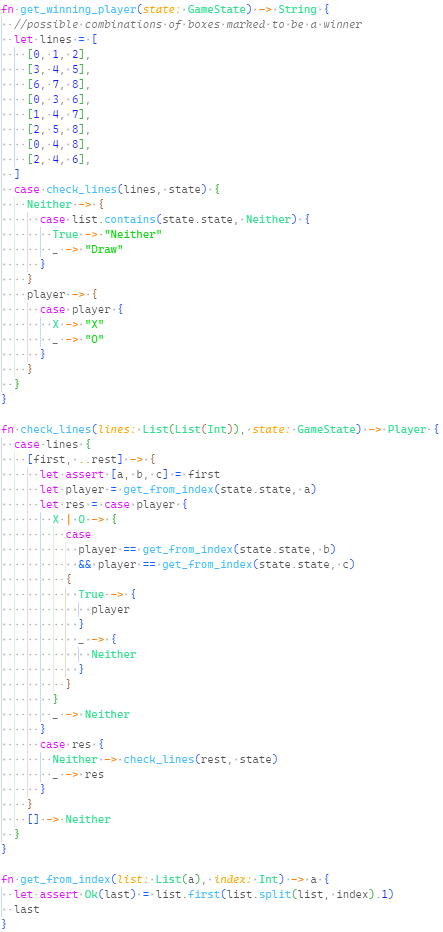 fn get_winning_player(state: GameState) -> String {
  //possible combinations of boxes marked to be a winner
  let lines = [
    [0, 1, 2],
    [3, 4, 5],
    [6, 7, 8],
    [0, 3, 6],
    [1, 4, 7],
    [2, 5, 8],
    [0, 4, 8],
    [2, 4, 6],
  ]
  case check_lines(lines, state) {
    Neither -> {
      case list.contains(state.state, Neither) {
        True -> "Neither"
        _ -> "Draw"
      }
    }
    player -> {
      case player {
        X -> "X"
        _ -> "O"
      }
    }
  }
}

fn check_lines(lines: List(List(Int)), state: GameState) -> Player {
  case lines {
    [first, ..rest] -> {
      let assert [a, b, c] = first
      let player = get_from_index(state.state, a)
      let res = case player {
        X | O -> {
          case
            player == get_from_index(state.state, b)
            && player == get_from_index(state.state, c)
          {
            True -> {
              player
            }
            _ -> {
              Neither
            }
          }
        }
        _ -> Neither
      }
      case res {
        Neither -> check_lines(rest, state)
        _ -> res
      }
    }
    [] -> Neither
  }
}

fn get_from_index(list: List(a), index: Int) -> a {
  let assert Ok(last) = list.first(list.split(list, index).1)
  last
}